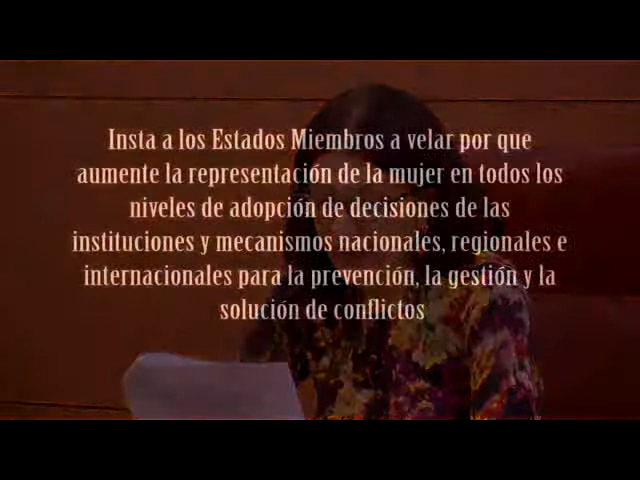 Insta a los Estados Miembros a velar por que
aumente la representación de la mujer en todos los
niveles de adopción de decisiones de las
instituciones y mecanismos nacionales, regionales e
internacionales para la prevención, la gestión y la
solución de conflictos